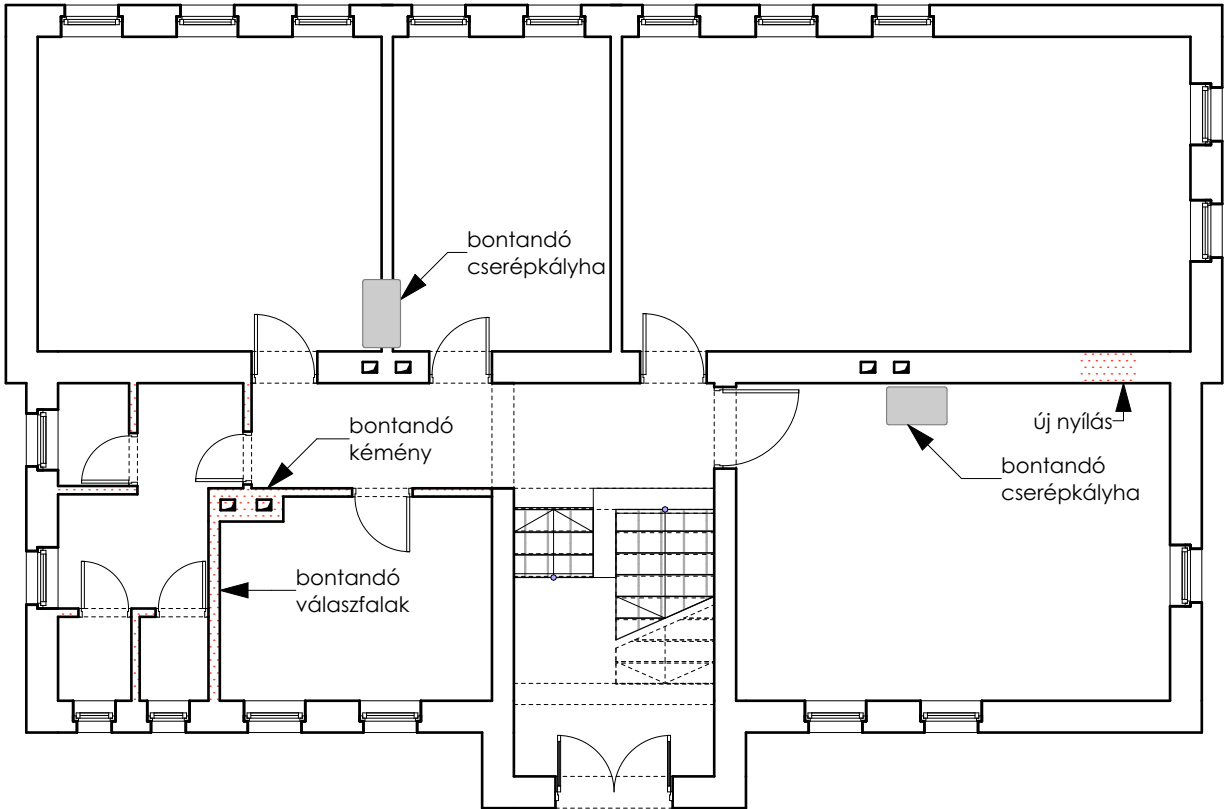 bontandó
cserépkályha
bontandó
kémény
új nyílás
bontandó
cserépkályha
bontandó
válaszfalak